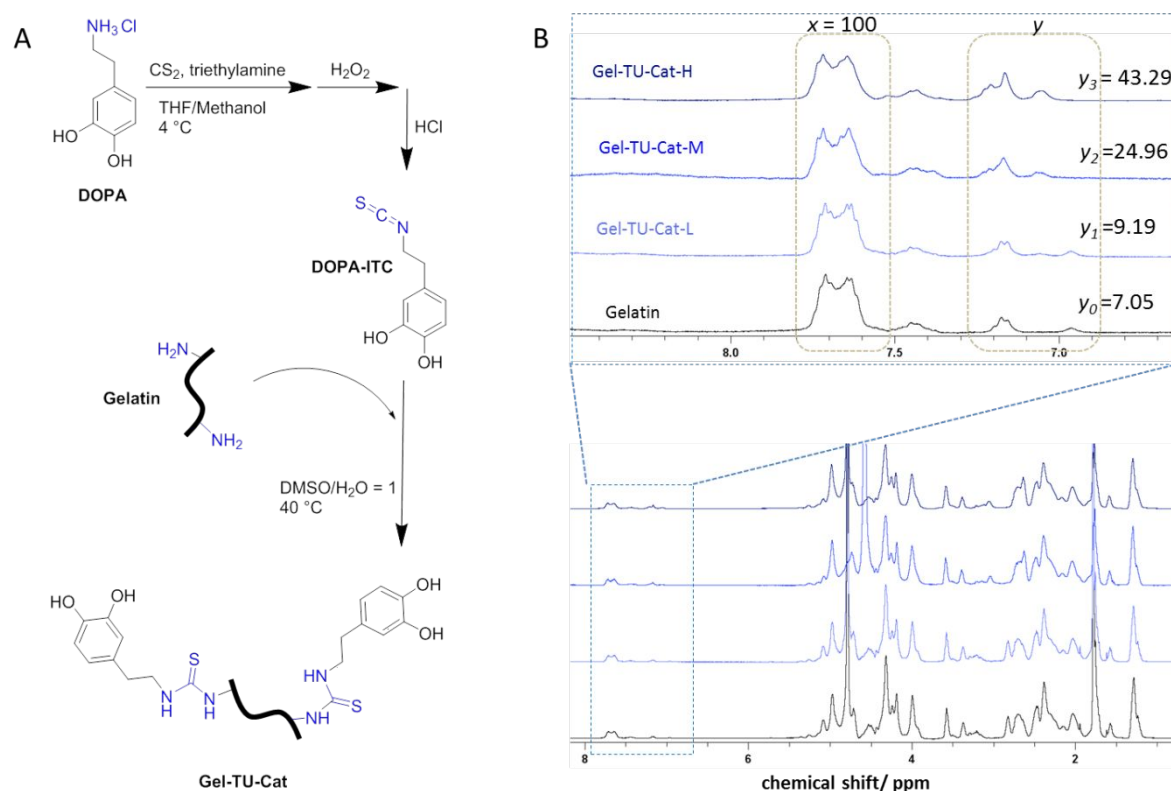 A
NH3 Cl
HO
OH
DOPA
CS2, triethylamine
THF/Methanol
4 °C
H2O2
HCl
S
C
N
DOPA-ITC
HO
OH
H2N
Gelatin
NH2
DMSO/H2O = 1
40 °C
HO
OH
S
N
H
N
H
OH
HO
HN
S
NH
Gel-TU-Cat
B
x = 100
y
Gel-TU-Cat-H
y3 = 43.29
Gel-TU-Cat-M
y2 =24.96
Gel-TU-Cat-L
y1 =9.19
Gelatin
y0 =7.05
8.0 7.5 7.0
8 6 4 2
chemical shift/ ppm